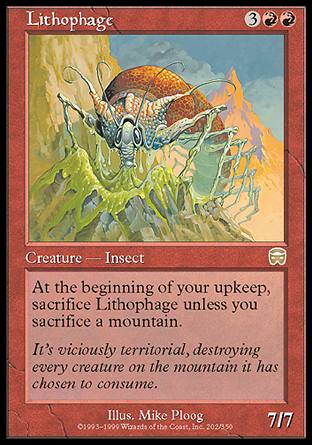 Lithophage 3
Creature — Insect
At the beginning of your upkeep,
sacrifice Lithophage unless you
sacrifice a mountain.
It's viciously territorial, destroying
every creature on the mountain it has
chosen to consume.
Illus. Mike Ploog
©1993–1999 Wizards of the Coast, Inc. 202/350
7/7